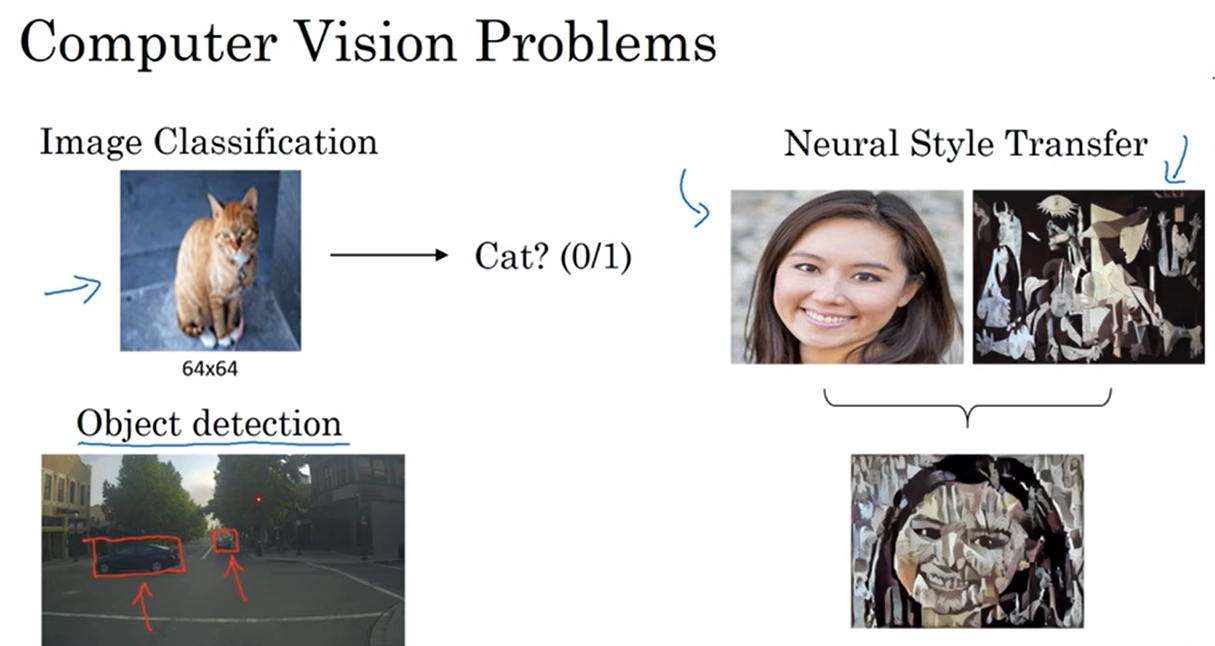 Computer Vision Problems
Image Classification
Cat? (0/1)
64x64
Object detection
Neural Style Transfer